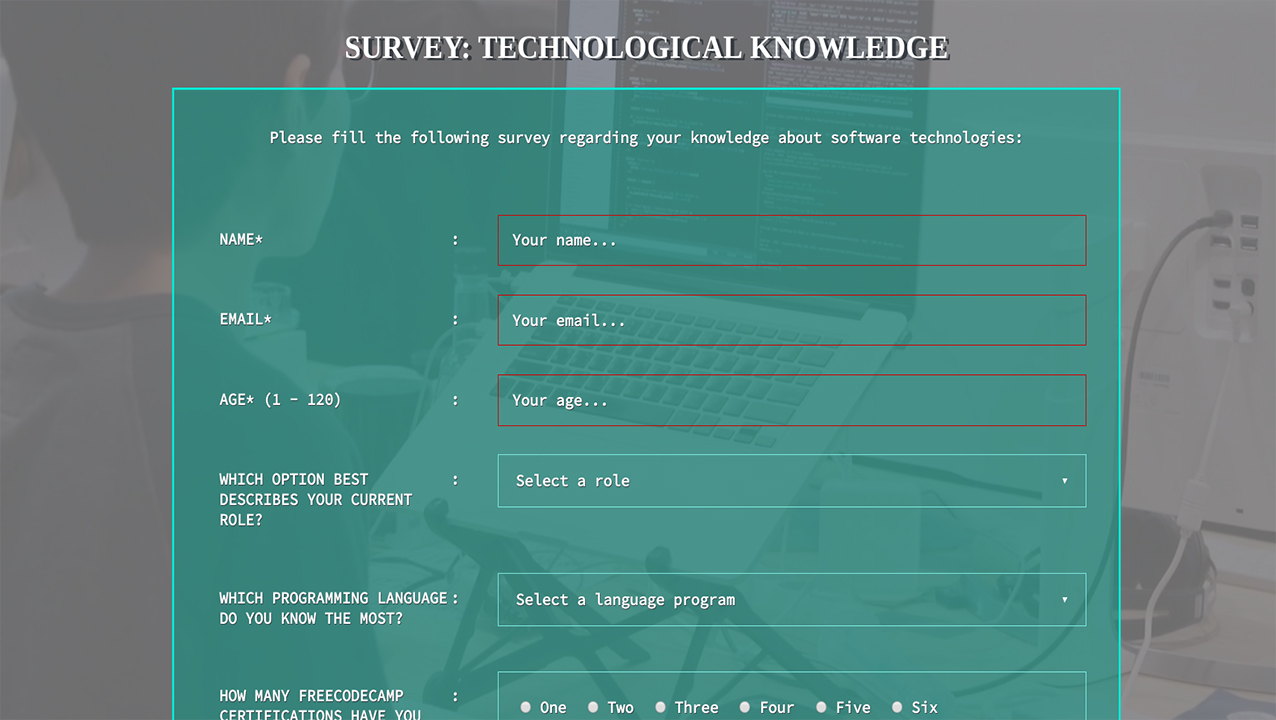 SURVEY: TECHNOLOGICAL KNOWLEDGE
Please fill the following survey regarding your knowledge about software technologies:
NAME* : Your name...
EMAIL* : Your email...
AGE* (1 - 120) : Your age...
WHICH OPTION BEST : Select a role ▾
DESCRIBES YOUR CURRENT
ROLE?
WHICH PROGRAMMING LANGUAGE : Select a language program ▾
DO YOU KNOW THE MOST?
HOW MANY FREECODECAMP : One Two Three Four Five Six
CERTIFICATIONS HAVE YOU